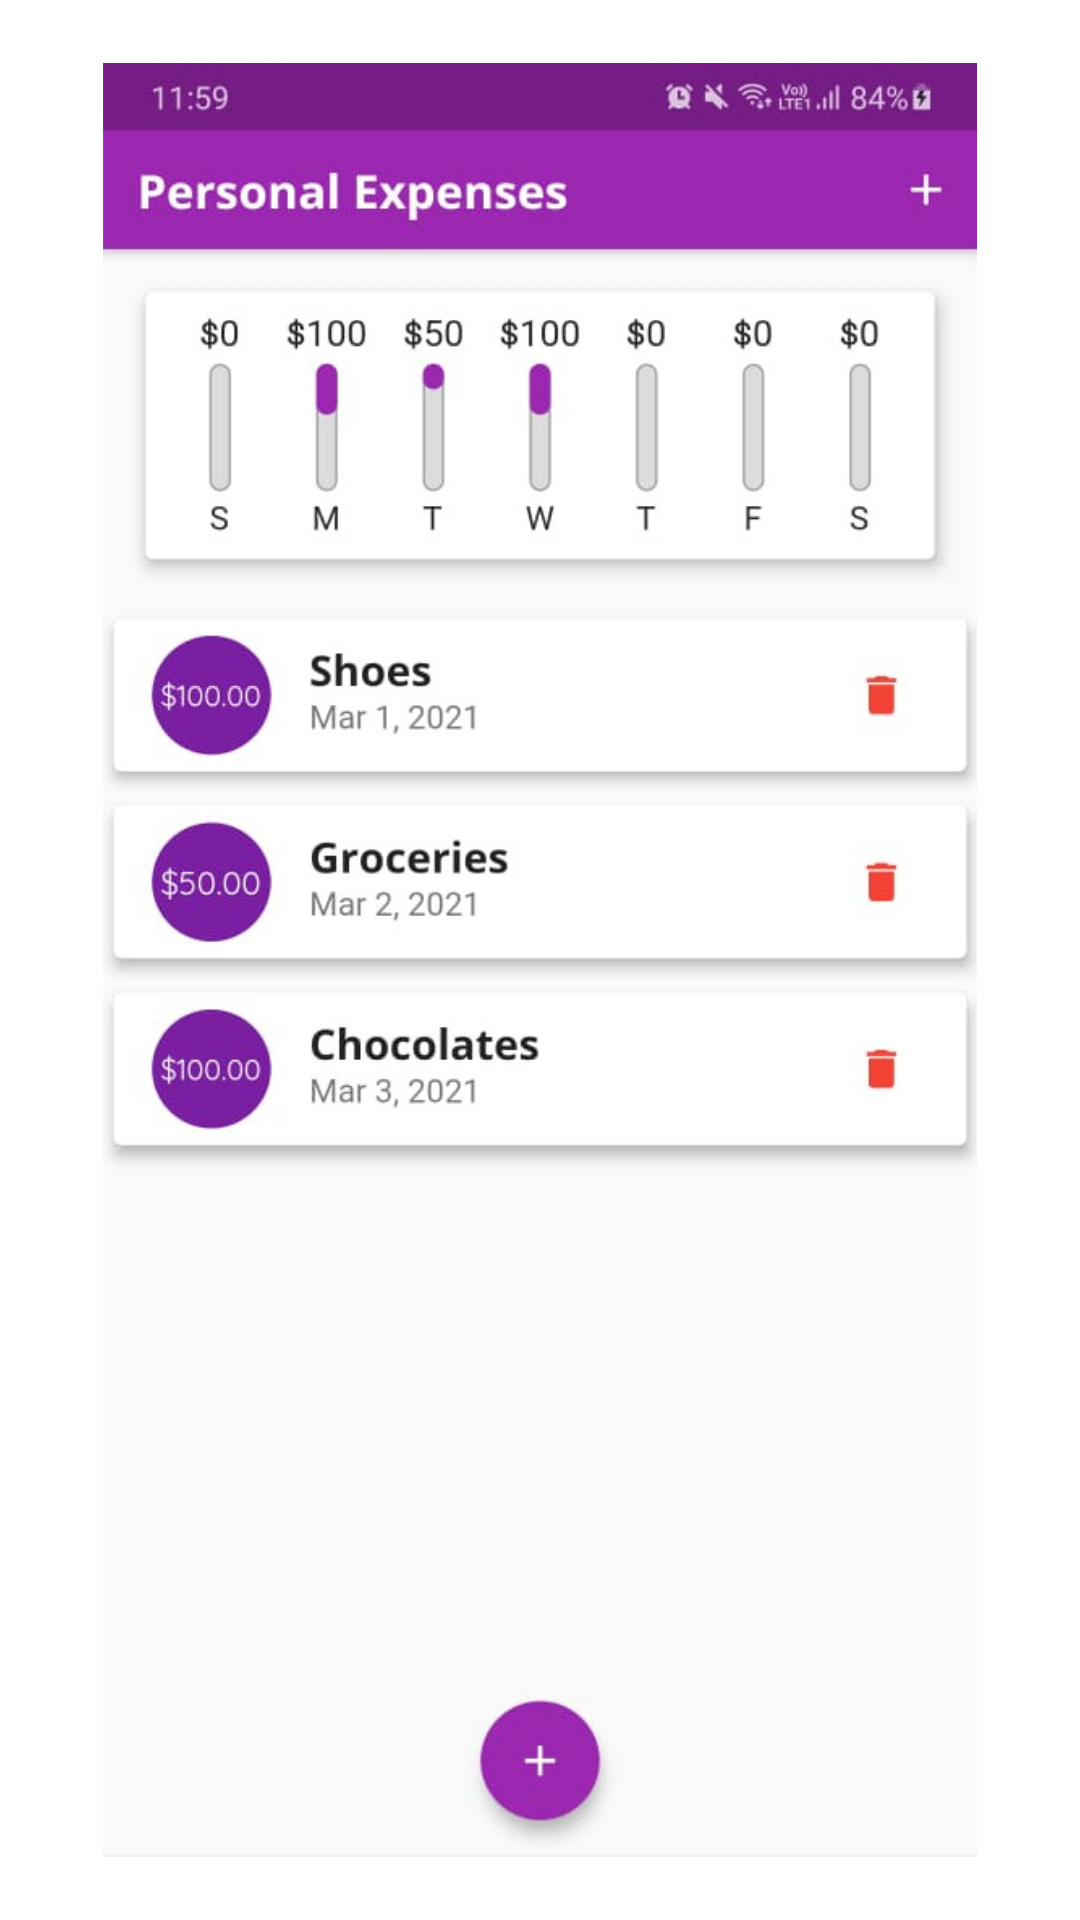 11:59 Vo)) LTE1 84%
Personal Expenses +
$0 $100 $50 $100 $0 $0 $0
S M T W T F S
Shoes
$100.00
Mar 1, 2021
Groceries
$50.00
Mar 2, 2021
Chocolates
$100.00
Mar 3, 2021
+